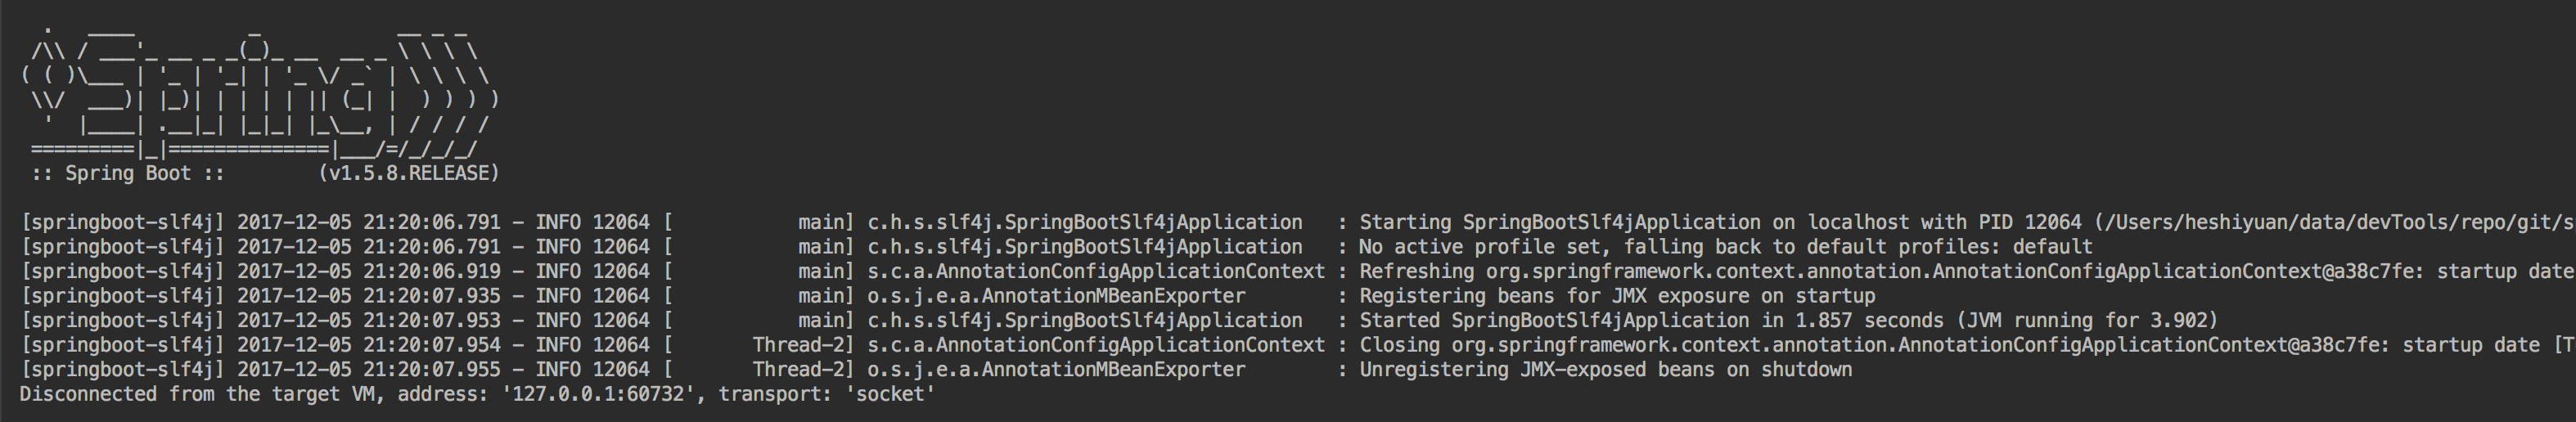 .   ____          _            __ _ _
 /\\ / ___'_ __ _ _(_)_ __  __ _ \ \ \ \
( ( )\___ | '_ | '_| | '_ \/ _` | \ \ \ \
 \\/  ___)| |_)| | | | | || (_| |  ) ) ) )
  '  |____| .__|_| |_|_| |_\__, | / / / /
 =========|_|==============|___/=/_/_/_/
 :: Spring Boot ::        (v1.5.8.RELEASE)
[springboot-slf4j] 2017-12-05 21:20:06.791 - INFO 12064 [           main] c.h.s.slf4j.SpringBootSlf4jApplication   : Starting SpringBootSlf4jApplication on localhost with PID 12064 (/Users/heshiyuan/data/devTools/repo/git/s
[springboot-slf4j] 2017-12-05 21:20:06.791 - INFO 12064 [           main] c.h.s.slf4j.SpringBootSlf4jApplication   : No active profile set, falling back to default profiles: default
[springboot-slf4j] 2017-12-05 21:20:06.919 - INFO 12064 [           main] s.c.a.AnnotationConfigApplicationContext : Refreshing org.springframework.context.annotation.AnnotationConfigApplicationContext@a38c7fe: startup date
[springboot-slf4j] 2017-12-05 21:20:07.935 - INFO 12064 [           main] o.s.j.e.a.AnnotationMBeanExporter        : Registering beans for JMX exposure on startup
[springboot-slf4j] 2017-12-05 21:20:07.953 - INFO 12064 [           main] c.h.s.slf4j.SpringBootSlf4jApplication   : Started SpringBootSlf4jApplication in 1.857 seconds (JVM running for 3.902)
[springboot-slf4j] 2017-12-05 21:20:07.954 - INFO 12064 [       Thread-2] s.c.a.AnnotationConfigApplicationContext : Closing org.springframework.context.annotation.AnnotationConfigApplicationContext@a38c7fe: startup date [T
[springboot-slf4j] 2017-12-05 21:20:07.955 - INFO 12064 [       Thread-2] o.s.j.e.a.AnnotationMBeanExporter        : Unregistering JMX-exposed beans on shutdown
Disconnected from the target VM, address: '127.0.0.1:60732', transport: 'socket'